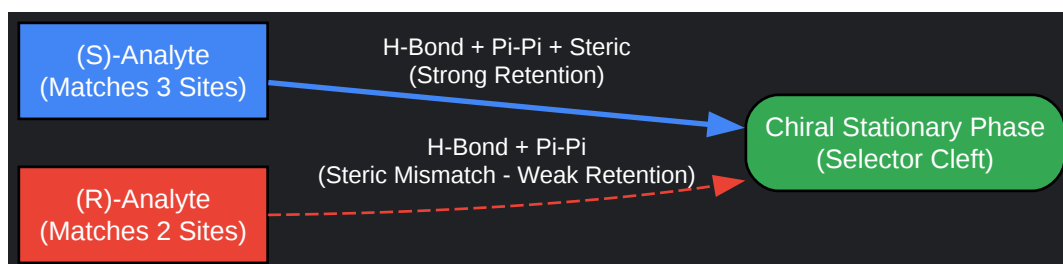 (S)-Analyte
(Matches 3 Sites)
H-Bond + Pi-Pi + Steric
(Strong Retention)
Chiral Stationary Phase
(Selector Cleft)
H-Bond + Pi-Pi
(Steric Mismatch - Weak Retention)
(R)-Analyte
(Matches 2 Sites)